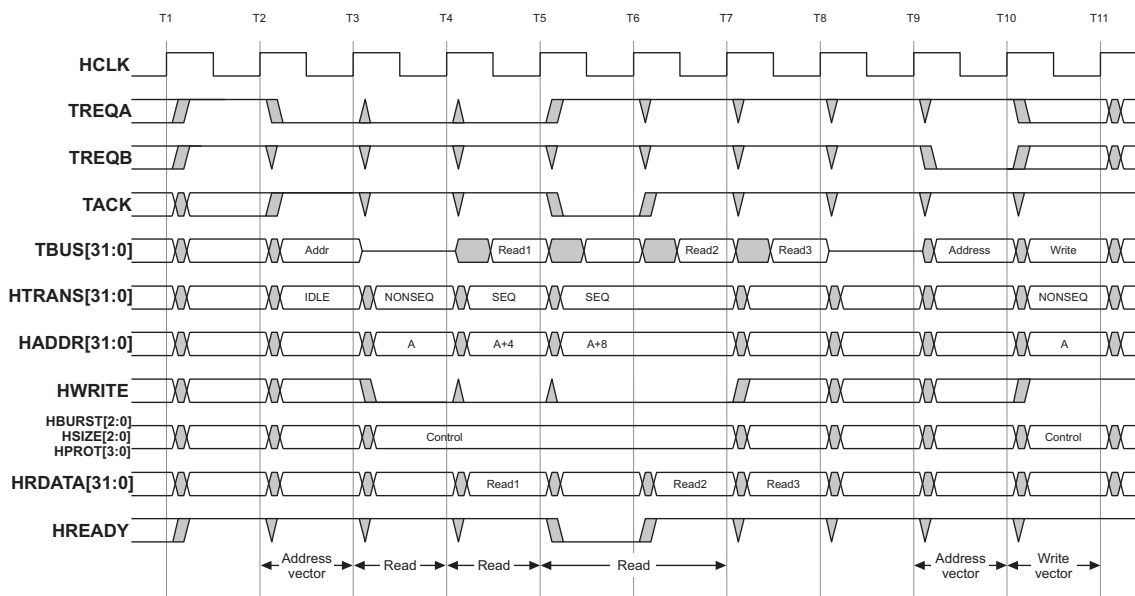 T1 T2 T3 T4 T5 T6 T7 T8 T9 T10 T11
HCLK
TREQA
TREQB
TACK
TBUS[31:0] Addr Read1 Read2 Read3 Address Write
HTRANS[31:0] IDLE NONSEQ SEQ SEQ NONSEQ
HADDR[31:0] A A+4 A+8 A
HWRITE
HBURST[2:0]
HSIZE[2:0] Control Control
HPROT[3:0]
HRDATA[31:0] Read1 Read2 Read3
HREADY
Address vector Read Read Read Address vector Write vector